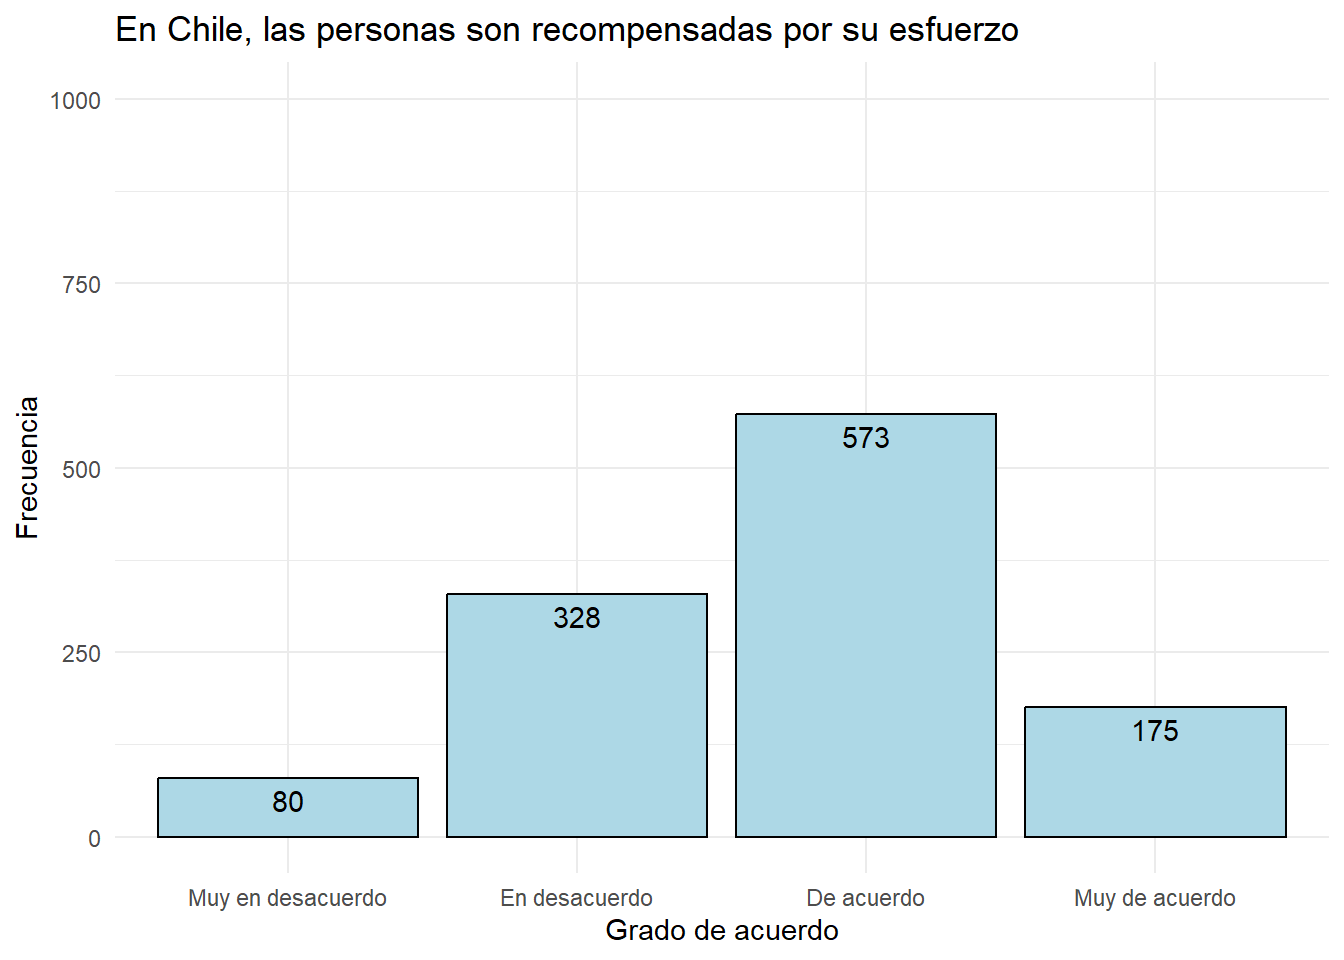 En Chile, las personas son recompensadas por su esfuerzo
1000
750
500
250
0
Frecuencia
80
328
573
175
Muy en desacuerdo
En desacuerdo
De acuerdo
Muy de acuerdo
Grado de acuerdo